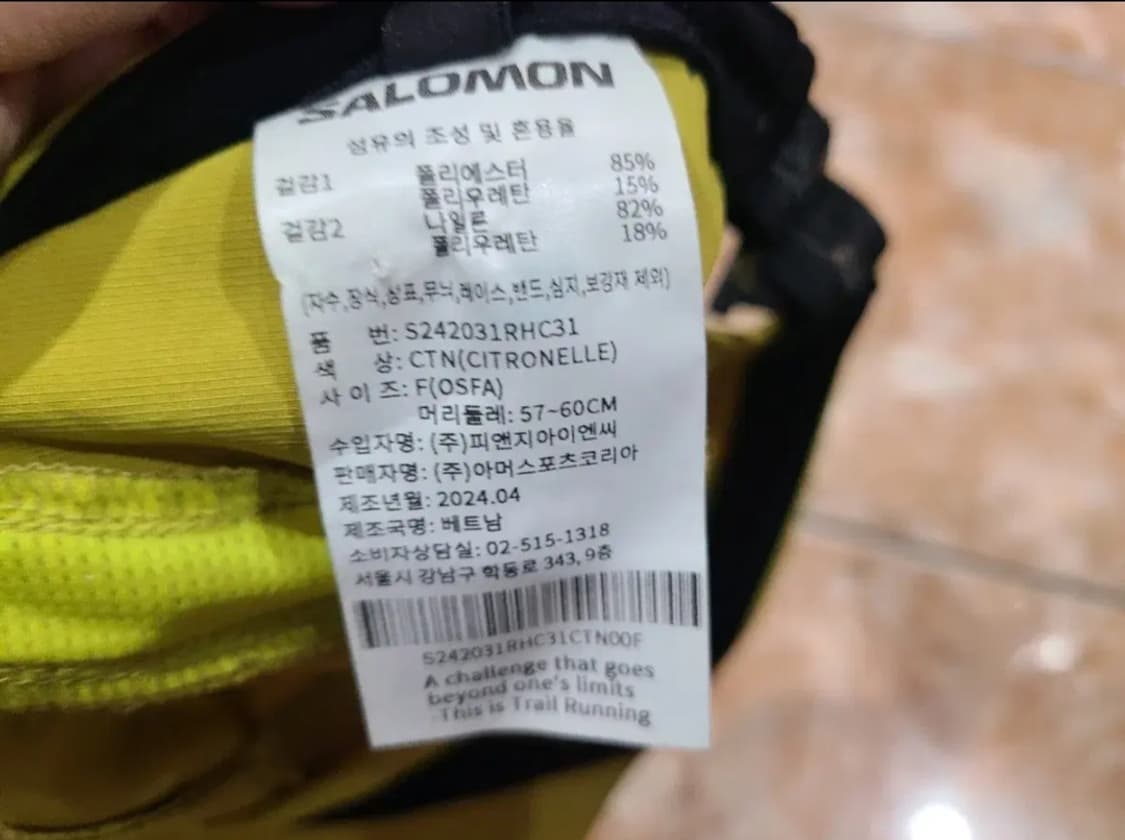 SALOMON
섬유의 조성 및 혼용율
겉감1 폴리에스터 85%
폴리우레탄 15%
겉감2 나일론 82%
폴리우레탄 18%
(자수,장식,상표,무늬,레이스,밴드,심지,보강재 제외)
품 번: S242031RHC31
색 상: CTN(CITRONELLE)
사 이 즈: F(OSFA)
머리둘레: 57~60CM
수입자명: (주)피앤지아이엔씨
판매자명: (주)아머스포츠코리아
제조년월: 2024.04
제조국명: 베트남
소비자상담실: 02-515-1318
서울시 강남구 학동로 343, 9층
S242031RHC31CTN00F
A challenge that goes
beyond one's limits
This is Trail Running